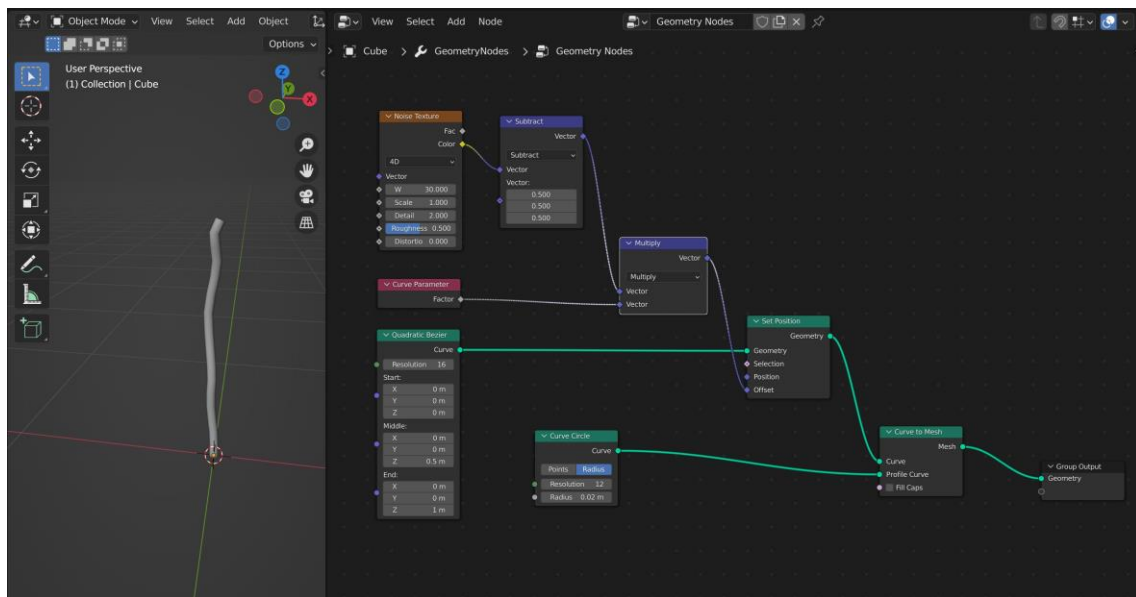 Object Mode
View
Select
Add
Object
Options
User Perspective
(1) Collection | Cube
Z
Y
X
View
Select
Add
Node
Geometry Nodes
Cube
GeometryNodes
Geometry Nodes
Noise Texture
Fac
Color
4D
Vector
W 30.000
Scale 1.000
Detail 2.000
Roughness 0.500
Distortio 0.000
Subtract
Vector
Subtract
Vector
Vector:
0.500
0.500
0.500
Multiply
Vector
Multiply
Vector
Vector
Curve Parameter
Factor
Quadratic Bezier
Curve
Resolution 16
Start:
X 0 m
Y 0 m
Z 0 m
Middle:
X 0 m
Y 0 m
Z 0.5 m
End:
X 0 m
Y 0 m
Z 1 m
Curve Circle
Curve
Points Radius
Resolution 12
Radius 0.02 m
Set Position
Geometry
Geometry
Selection
Position
Offset
Curve to Mesh
Mesh
Curve
Profile Curve
Fill Caps
Group Output
Geometry